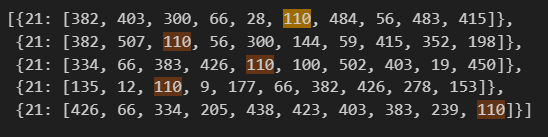 [{21: [382, 403, 300, 66, 28, 110, 484, 56, 483, 415]},
{21: [382, 507, 110, 56, 300, 144, 59, 415, 352, 198]},
{21: [334, 66, 383, 426, 110, 100, 502, 403, 19, 450]},
{21: [135, 12, 110, 9, 177, 66, 382, 426, 278, 153]},
{21: [426, 66, 334, 205, 438, 423, 403, 383, 239, 110]}]